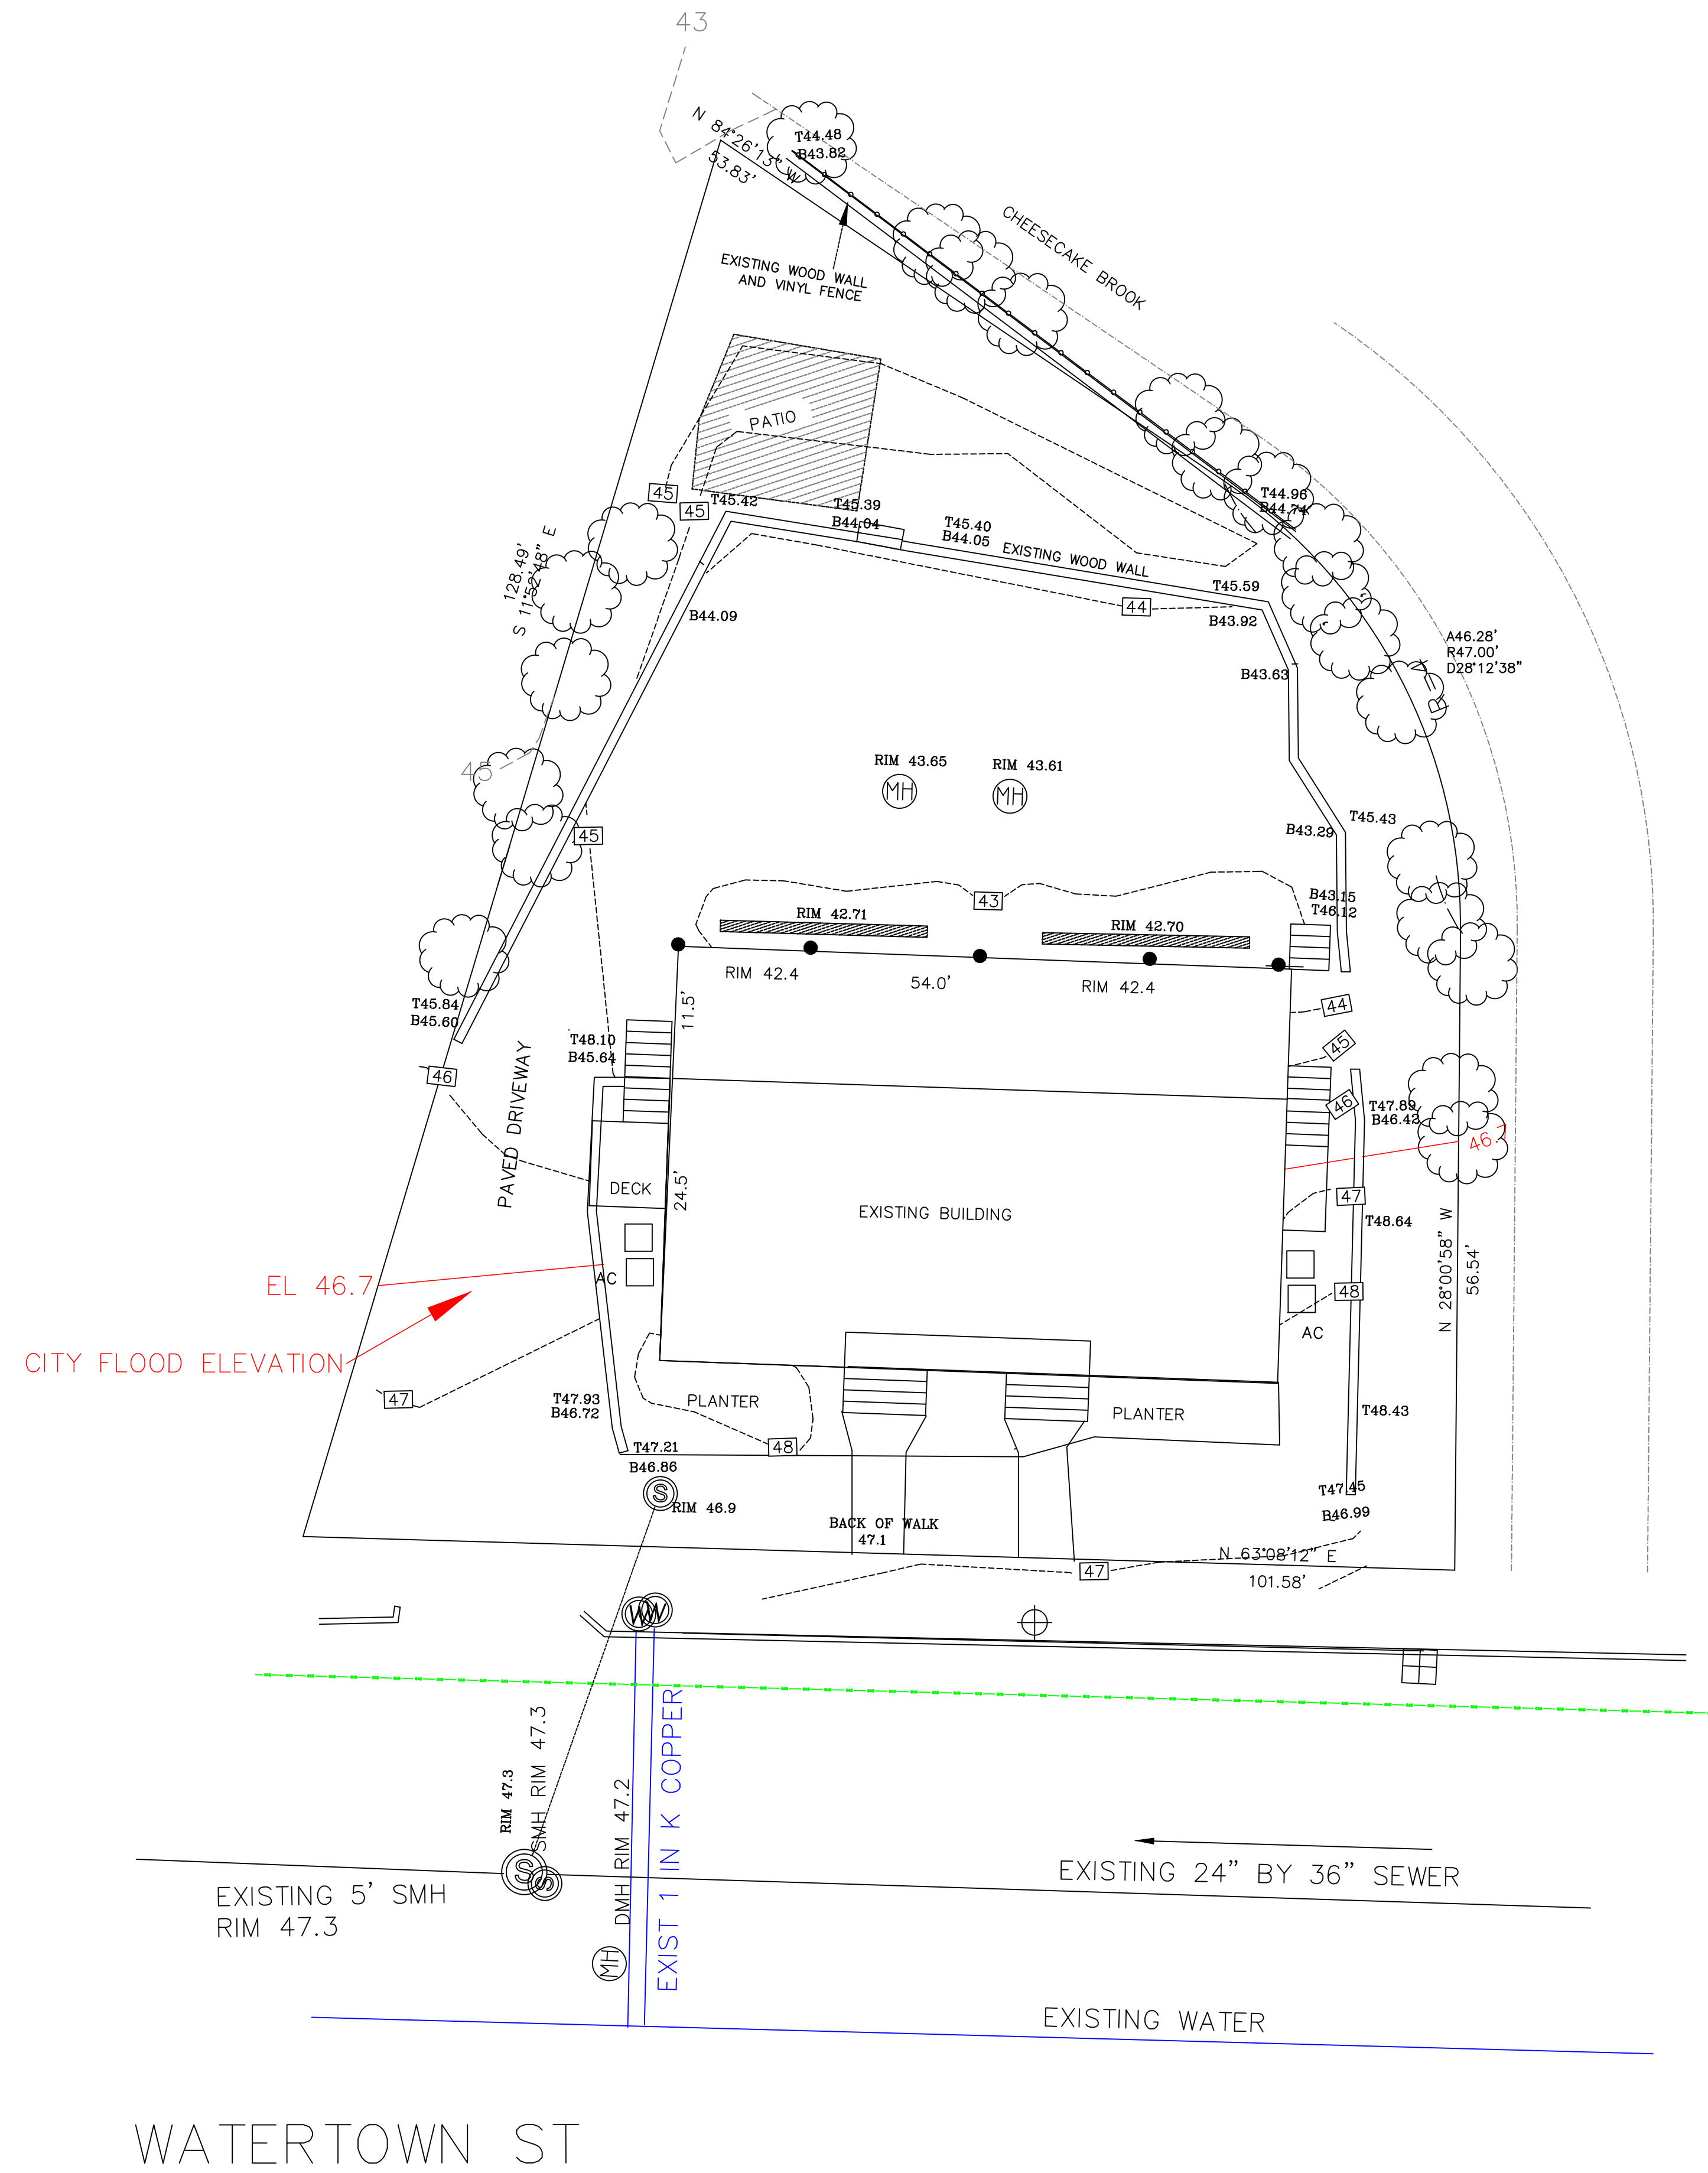 43
N 84°26'13" W
53.83'
T44.48
B43.82
CHEESECAKE BROOK
EXISTING WOOD WALL
AND VINYL FENCE
PATIO
45
45
T45.42
T45.39
B44.04
T45.40
B44.05
EXISTING WOOD WALL
T44.96
B44.74
128.49'
S 11°52'48" E
T45.59
B43.92
44
B44.09
B43.63
A46.28'
R47.00'
D28°12'38"
45
RIM 43.65
MH
RIM 43.61
MH
45
T45.43
B43.29
43
B43.15
T46.12
RIM 42.71
RIM 42.70
RIM 42.4
54.0'
RIM 42.4
11.5'
T45.84
B45.60
44
T48.10
B45.64
45
46
46
PAVED DRIVEWAY
T47.89
B46.42
46.7
DECK
24.5'
47
EXISTING BUILDING
T48.64
N 28°00'58" W
56.54'
EL 46.7
AC
48
AC
CITY FLOOD ELEVATION
47
T47.93
B46.72
PLANTER
PLANTER
T48.43
T47.21
B46.86
48
S
RIM 46.9
T47.45
B46.99
BACK OF WALK
47.1
N 63°08'12" E
101.58'
47
W
W
RIM 47.3
SMH RIM 47.3
DMH RIM 47.2
EXIST 1 IN K COPPER
S
S
EXISTING 24" BY 36" SEWER
EXISTING 5' SMH
RIM 47.3
MH
EXISTING WATER
WATERTOWN ST